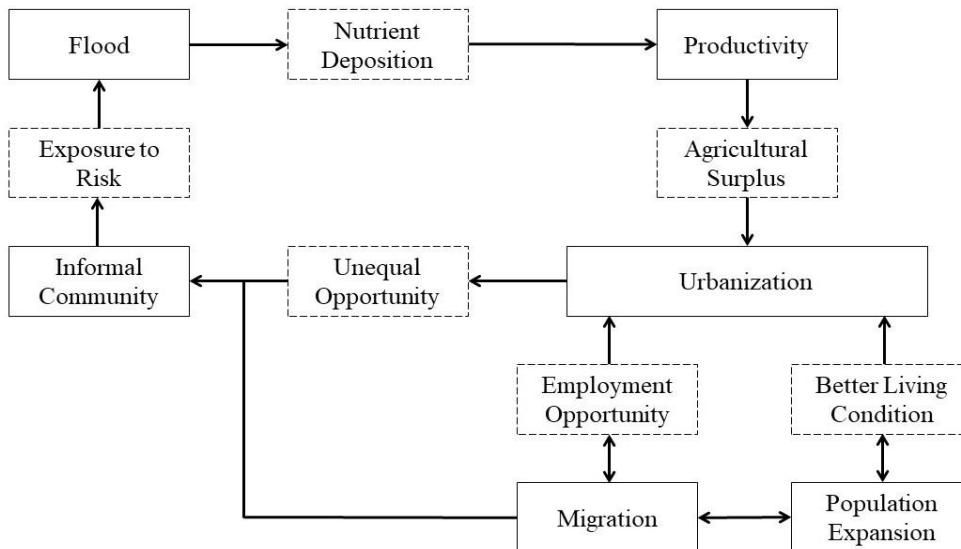 Flood
Nutrient
Deposition
Productivity
Exposure to
Risk
Agricultural
Surplus
Informal
Community
Unequal
Opportunity
Urbanization
Employment
Opportunity
Better Living
Condition
Migration
Population
Expansion